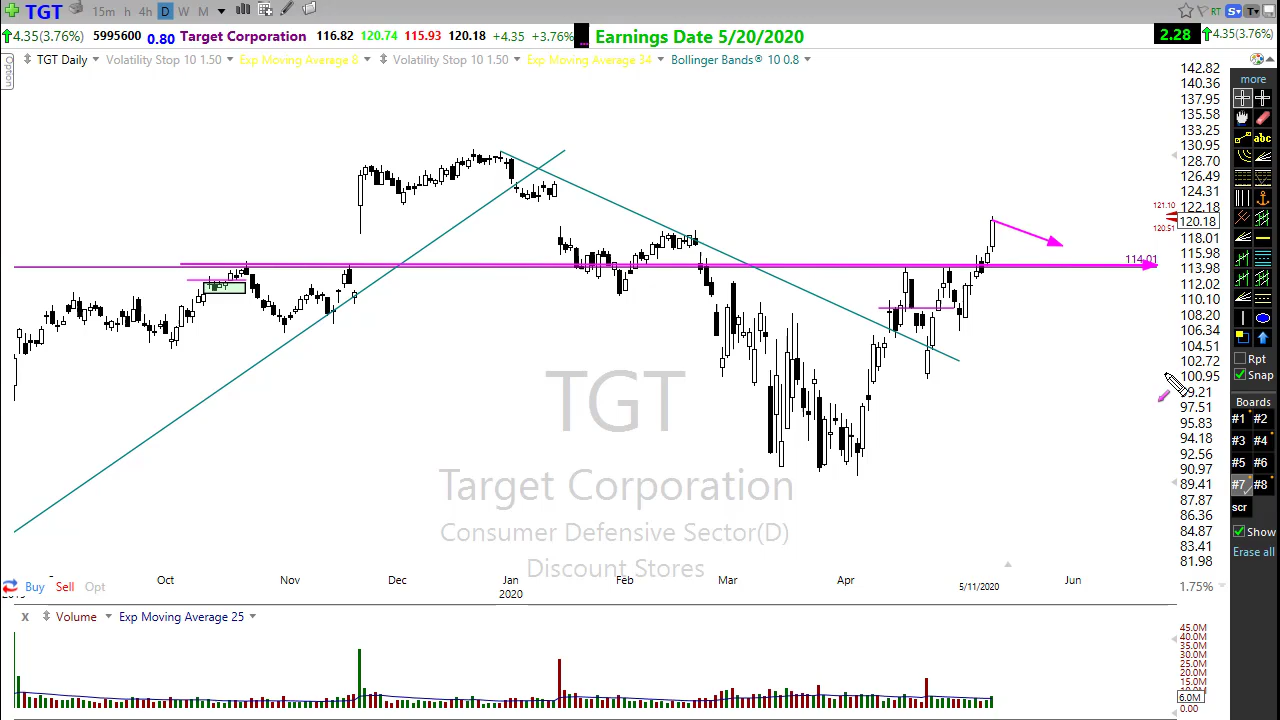 TGT 15m h 4h D W M RT S T
4.35(3.76%) 5995600 0.80 Target Corporation 116.82 120.74 115.93 120.18 +4.35 +3.76% Earnings Date 5/20/2020 2.28 4.35(3.76%)
Option
TGT Daily Volatility Stop 10 1.50 Exp Moving Average 8 Volatility Stop 10 1.50 Exp Moving Average 34 Bollinger Bands® 10 0.8
142.82
140.36
137.95
135.58
133.25
130.95
128.70
126.49
124.31
122.18
121.10
120.18
120.51
118.01
115.98
114.01
113.98
112.02
110.10
108.20
106.34
104.51
102.72
100.95
99.21
97.51
95.83
94.18
92.56
90.97
89.41
87.87
86.36
84.87
83.41
81.98
TGT
Target Corporation
Consumer Defensive Sector(D)
Discount Stores
Oct Nov Dec Jan Feb Mar Apr 5/11/2020 Jun
2020
Buy Sell Opt 1.75%
x Volume Exp Moving Average 25
45.0M
40.0M
35.0M
30.0M
25.0M
20.0M
15.0M
6.0M
0.00
more
abc
Rpt
Snap
Boards
#1 #2
#3 #4
#5 #6
#7 #8
scr
Show
Erase all